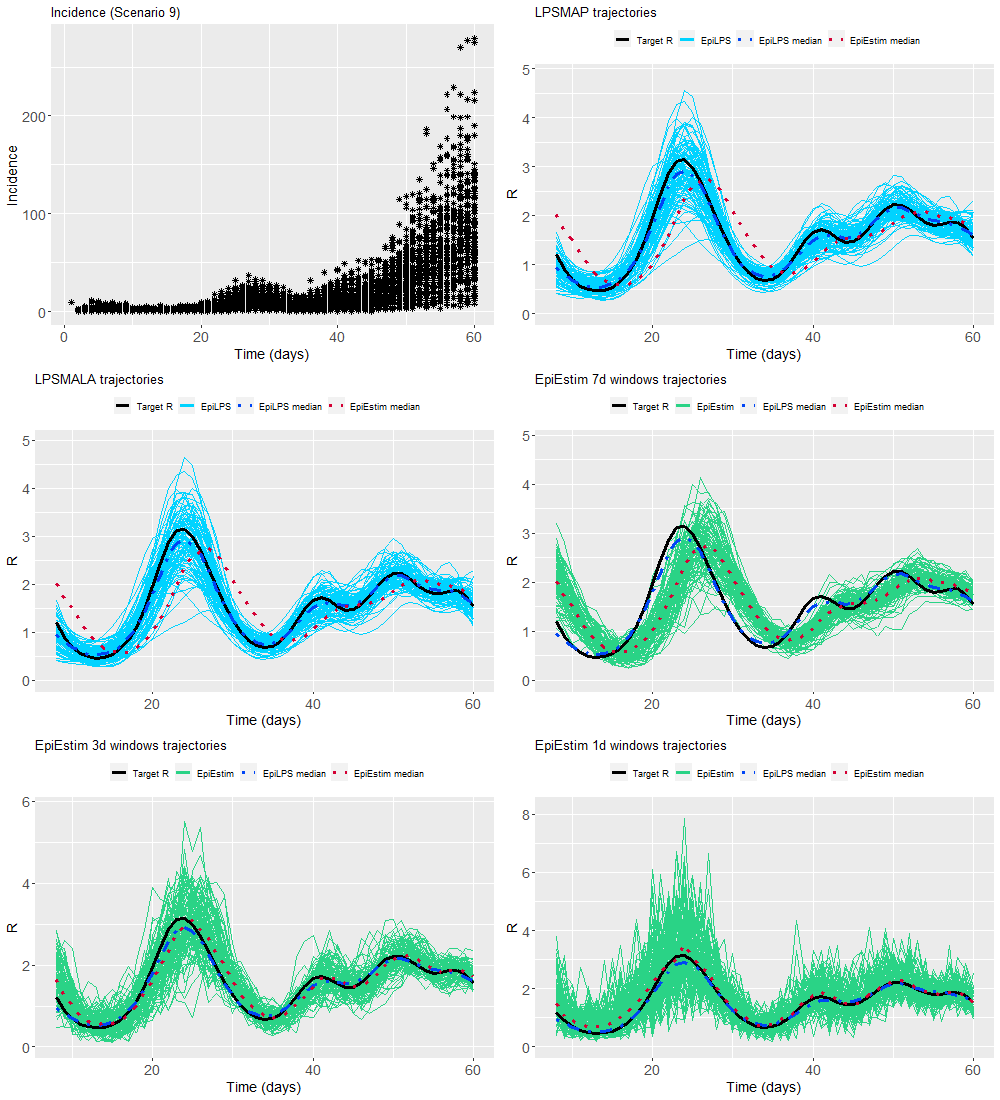 Incidence (Scenario 9)
Incidence
200
100
0
0 20 40 60
Time (days)
LPSMAP trajectories
Target R EpiLPS EpiLPS median EpiEstim median
R
5
4
3
2
1
0
20 40 60
Time (days)
LPSMALA trajectories
Target R EpiLPS EpiLPS median EpiEstim median
R
5
4
3
2
1
0
20 40 60
Time (days)
EpiEstim 7d windows trajectories
Target R EpiEstim EpiLPS median EpiEstim median
R
5
4
3
2
1
0
20 40 60
Time (days)
EpiEstim 3d windows trajectories
Target R EpiEstim EpiLPS median EpiEstim median
R
6
4
2
0
20 40 60
Time (days)
EpiEstim 1d windows trajectories
Target R EpiEstim EpiLPS median EpiEstim median
R
8
6
4
2
0
20 40 60
Time (days)